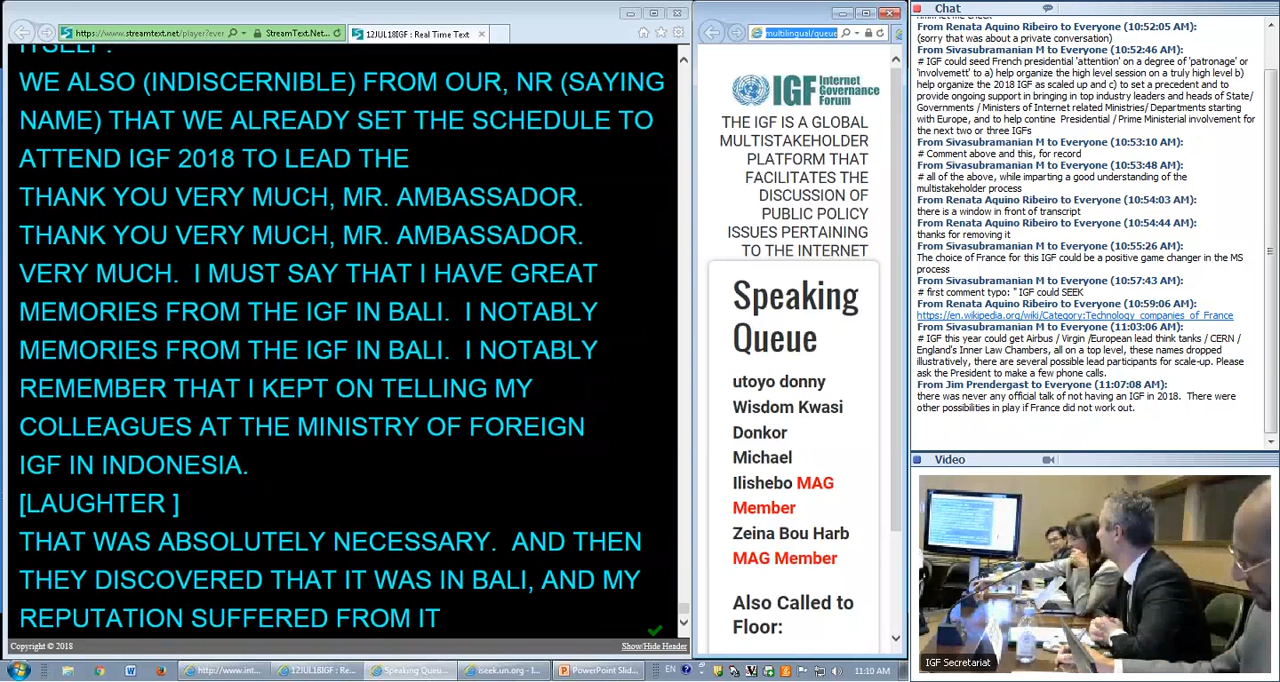 https://www.streamtext.net/player?ever
StreamText.Net...
12JUL18IGF : Real Time Text
ITSELF.
WE ALSO (INDISCERNIBLE) FROM OUR, NR (SAYING
NAME) THAT WE ALREADY SET THE SCHEDULE TO
ATTEND IGF 2018 TO LEAD THE
THANK YOU VERY MUCH, MR. AMBASSADOR.
THANK YOU VERY MUCH, MR. AMBASSADOR.
VERY MUCH.  I MUST SAY THAT I HAVE GREAT
MEMORIES FROM THE IGF IN BALI.  I NOTABLY
MEMORIES FROM THE IGF IN BALI.  I NOTABLY
REMEMBER THAT I KEPT ON TELLING MY
COLLEAGUES AT THE MINISTRY OF FOREIGN
IGF IN INDONESIA.
[LAUGHTER ]
THAT WAS ABSOLUTELY NECESSARY.  AND THEN
THEY DISCOVERED THAT IT WAS IN BALI, AND MY
REPUTATION SUFFERED FROM IT
Copyright © 2018
Show/Hide Header
multilingual/queue
IGF Internet
Governance
Forum
THE IGF IS A GLOBAL
MULTISTAKEHOLDER
PLATFORM THAT
FACILITATES THE
DISCUSSION OF
PUBLIC POLICY
ISSUES PERTAINING
TO THE INTERNET
Speaking
Queue
utoyo donny
Wisdom Kwasi
Donkor
Michael
Ilishebo MAG
Member
Zeina Bou Harb
MAG Member
Also Called to
Floor:
Chat
From Renata Aquino Ribeiro to Everyone (10:52:05 AM):
(sorry that was about a private conversation)
From Sivasubramanian M to Everyone (10:52:46 AM):
# IGF could seed French presidential 'attention' on a degree of 'patronage' or
'involvemett' to a) help organize the high level session on a truly high level b)
help organize the 2018 IGF as scaled up and c) to set a precedent and to
provide ongoing support in bringing in top industry leaders and heads of State/
Governments / Ministers of Internet related Ministries/ Departments starting
with Europe, and to help contine  Presidential / Prime Ministerial involvement for
the next two or three IGFs
From Sivasubramanian M to Everyone (10:53:10 AM):
# Comment above and this, for record
From Sivasubramanian M to Everyone (10:53:48 AM):
# all of the above, while imparting a good understanding of the
multistakeholder process
From Renata Aquino Ribeiro to Everyone (10:54:03 AM):
there is a window in front of transcript
From Renata Aquino Ribeiro to Everyone (10:54:44 AM):
thanks for removing it
From Sivasubramanian M to Everyone (10:55:26 AM):
The choice of France for this IGF could be a positive game changer in the MS
process
From Sivasubramanian M to Everyone (10:57:43 AM):
# first comment typo: " IGF could SEEK
From Renata Aquino Ribeiro to Everyone (10:59:06 AM):
https://en.wikipedia.org/wiki/Category:Technology_companies_of_France
From Sivasubramanian M to Everyone (11:03:06 AM):
# IGF this year could get Airbus / Virgin /European lead think tanks / CERN /
England's Inner Law Chambers, all on a top level, these names dropped
illustratively, there are several possible lead participants for scale-up. Please
ask the President to make a few phone calls.
From Jim Prendergast to Everyone (11:07:08 AM):
there was never any official talk of not having an IGF in 2018.  There were
other possibilities in play if France did not work out.
Video
IGF Secretariat
http://www.int...
12JUL18IGF : Re...
Speaking Queu...
iseek.un.org - I...
PowerPoint Slid...
EN
11:10 AM